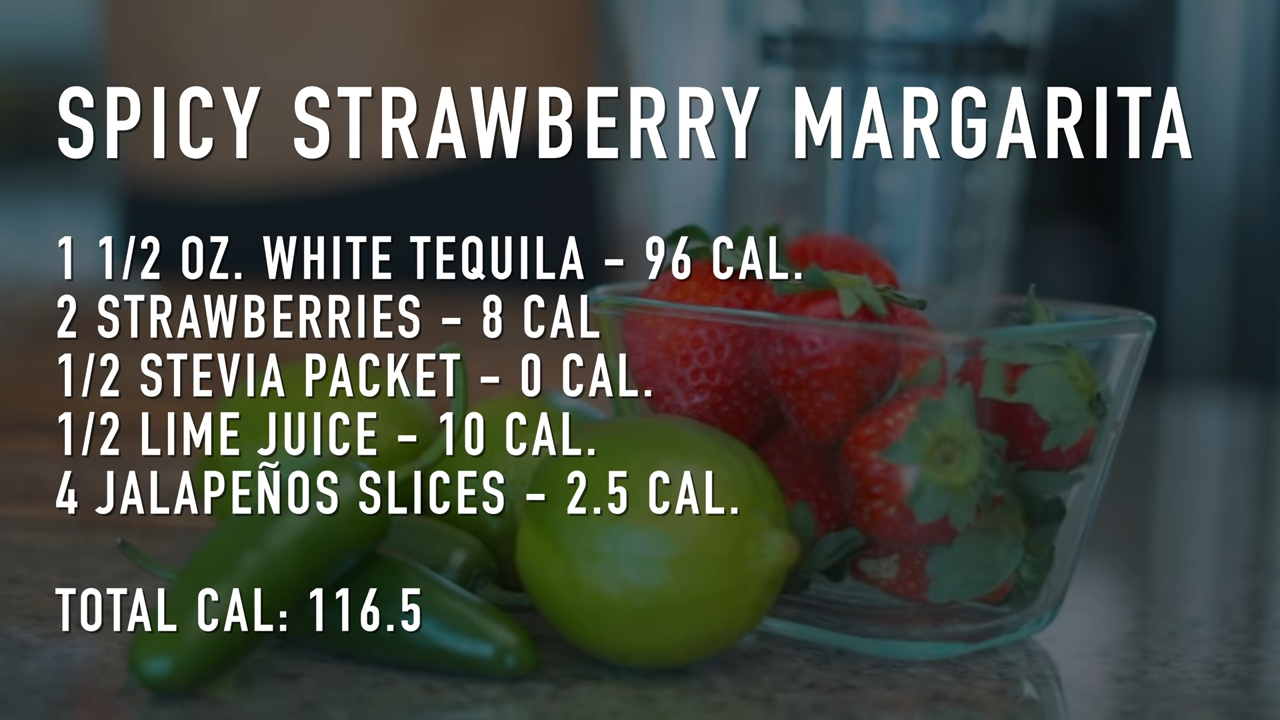 SPICY STRAWBERRY MARGARITA
1 1/2 OZ. WHITE TEQUILA - 96 CAL.
2 STRAWBERRIES - 8 CAL
1/2 STEVIA PACKET - 0 CAL.
1/2 LIME JUICE - 10 CAL.
4 JALAPEÑOS SLICES - 2.5 CAL.
TOTAL CAL: 116.5